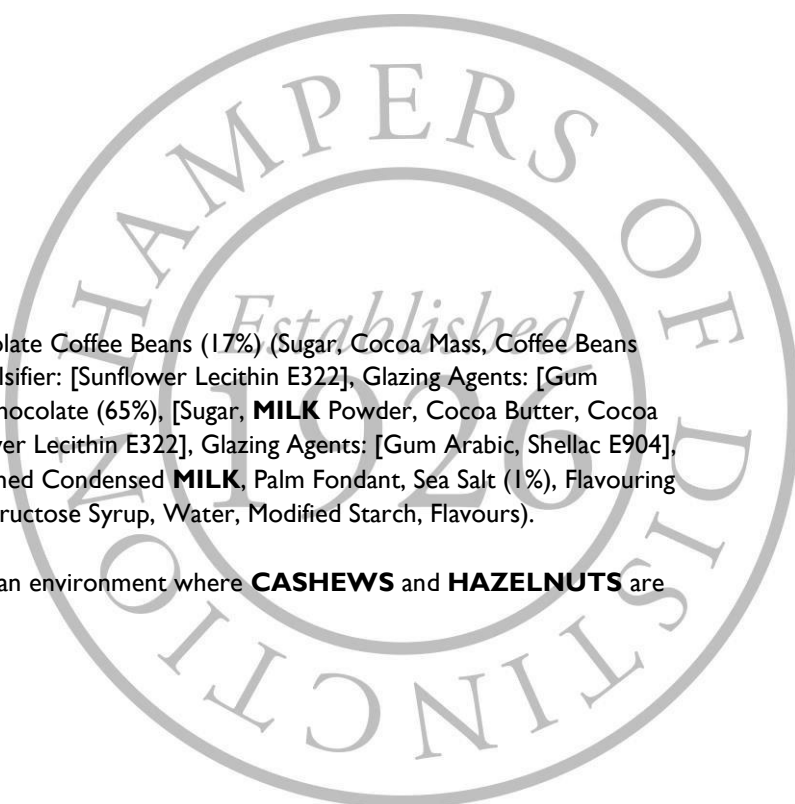 HAMPERS OF DISTINCTION
Established
1926
olate Coffee Beans (17%) (Sugar, Cocoa Mass, Coffee Beans
lsifier: [Sunflower Lecithin E322], Glazing Agents: [Gum
hocolate (65%), [Sugar, MILK Powder, Cocoa Butter, Cocoa
er Lecithin E322], Glazing Agents: [Gum Arabic, Shellac E904],
ned Condensed MILK, Palm Fondant, Sea Salt (1%), Flavouring
ructose Syrup, Water, Modified Starch, Flavours).
an environment where CASHEWS and HAZELNUTS are